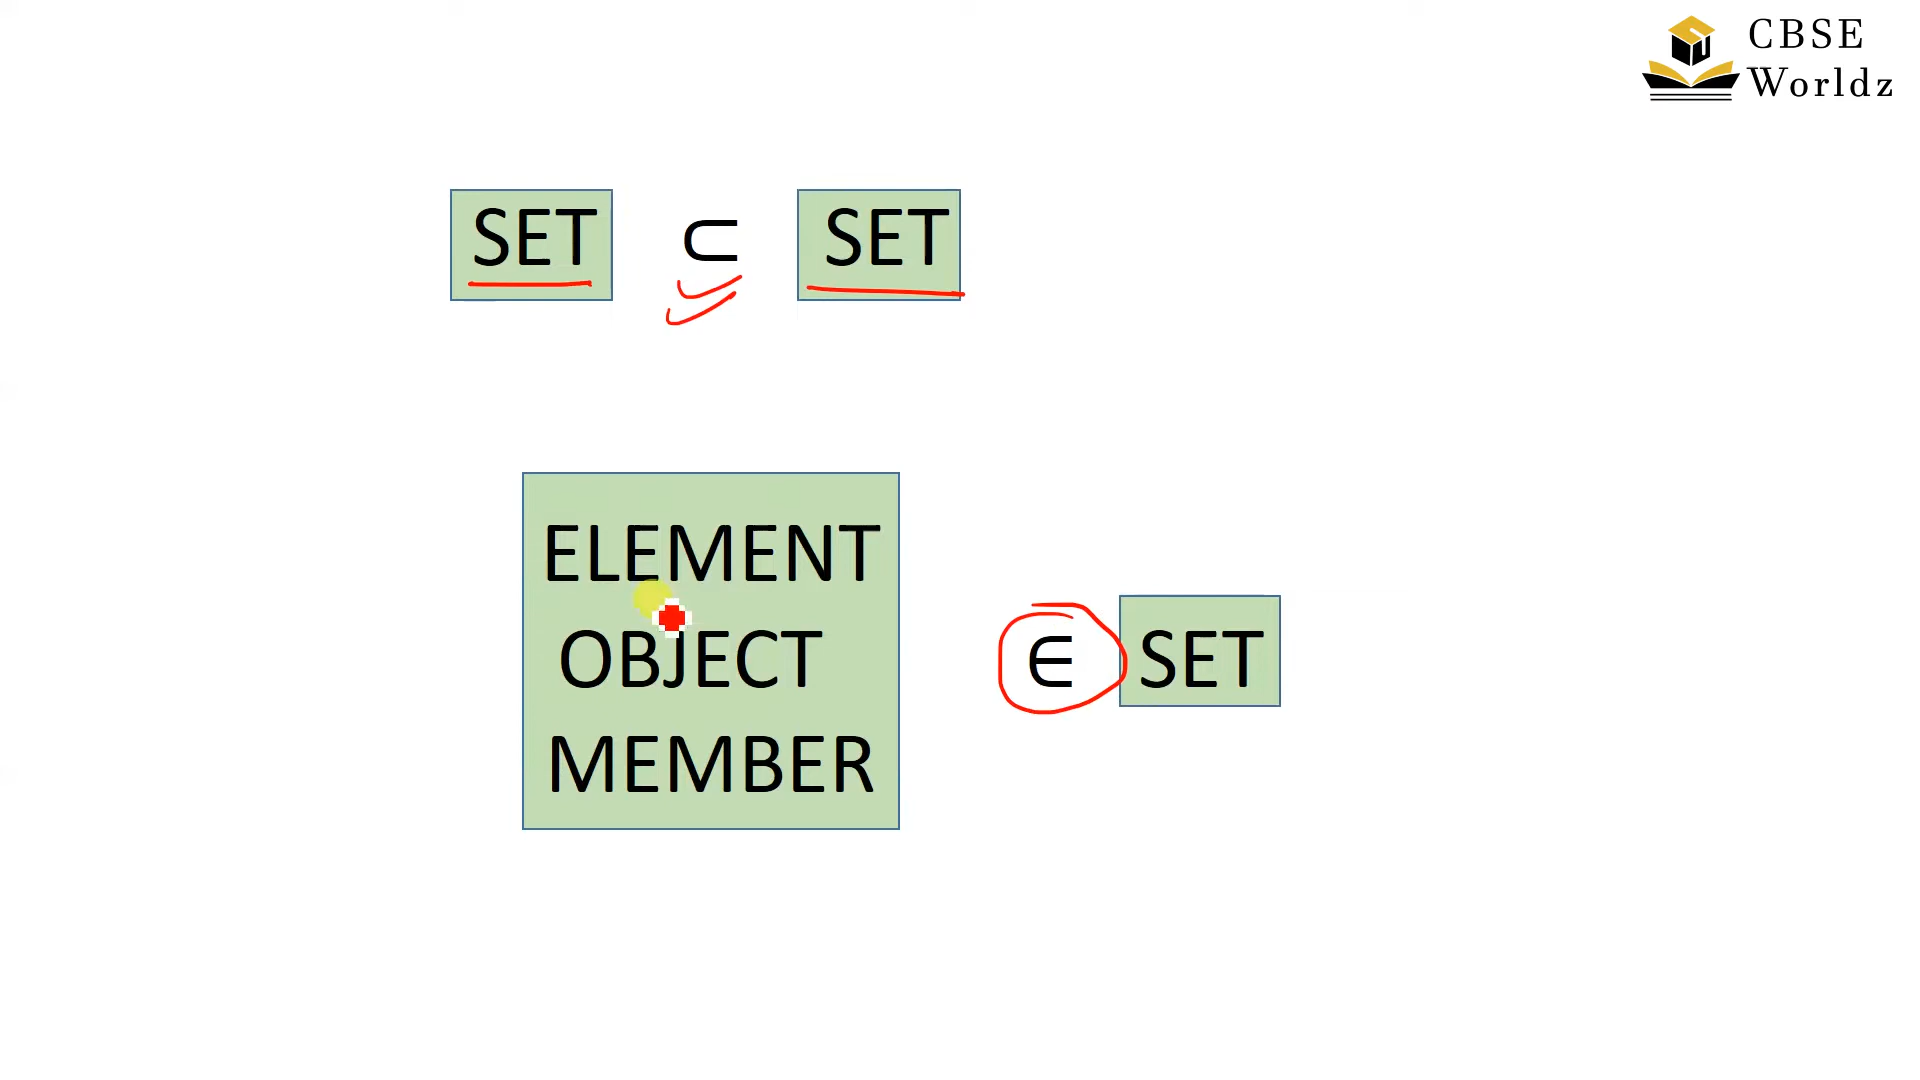 CBSE
Worldz
SET ⊂ SET
ELEMENT
OBJECT ∈ SET
MEMBER